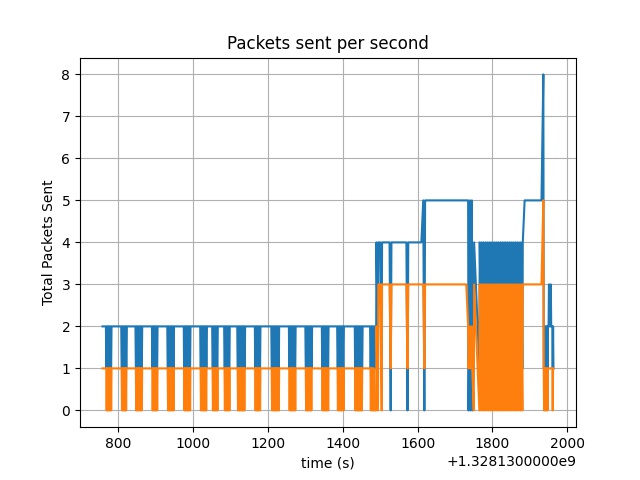 Packets sent per second
8
7
6
5
4
3
2
1
0
Total Packets Sent
800 1000 1200 1400 1600 1800 2000
time (s)
+1.3281300000e9